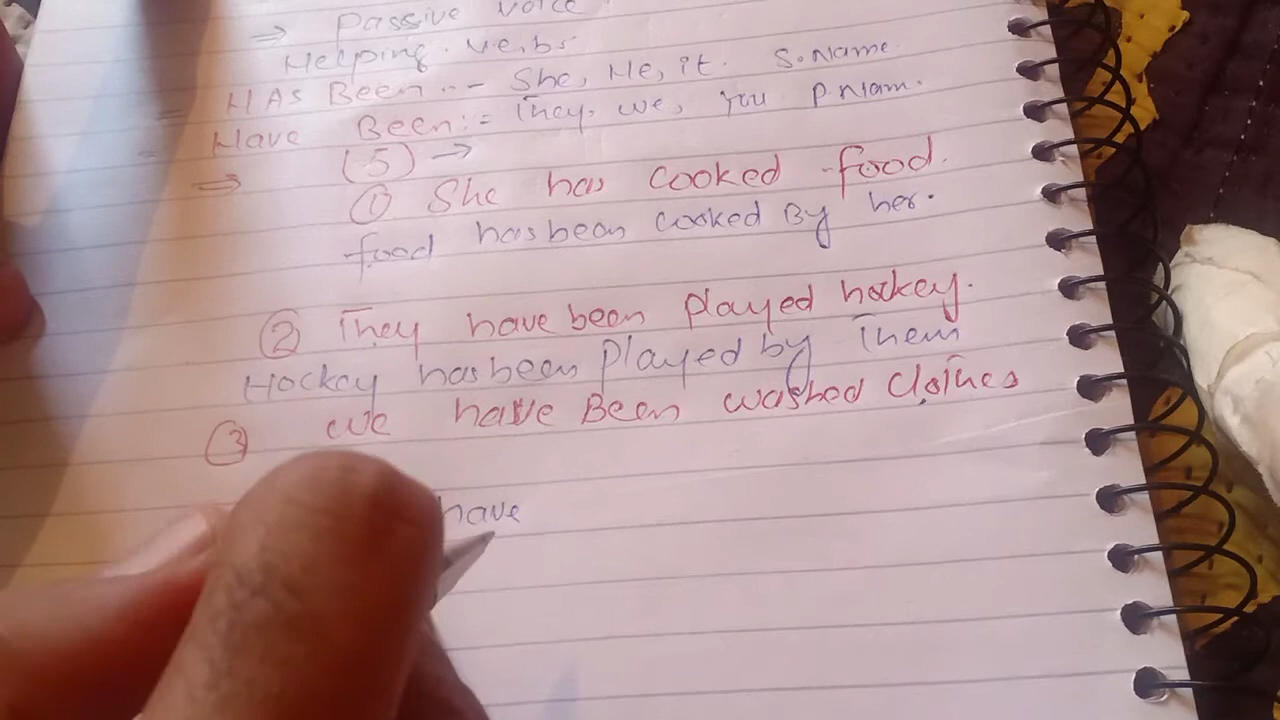 ⇒ Passive voice
Helping verbs
HAS Been :- She, He, it. S.Name
Have Been := They, we, You P Nam.
⇒ (5) →
① She has cooked food.
food has been cooked By her.
② They have been played hockey.
Hockey has been Played by Them
③ we have Been washed Clothes
have